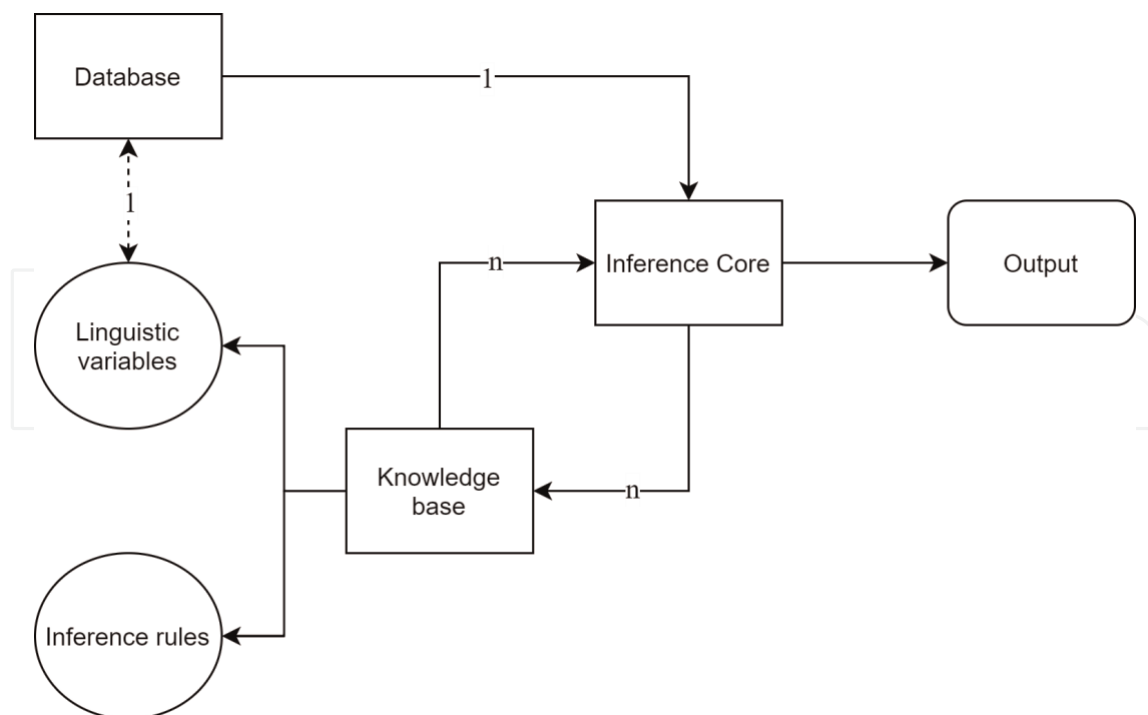 Database
1
1
n
Inference Core
Output
Linguistic
variables
Knowledge
base
n
Inference rules